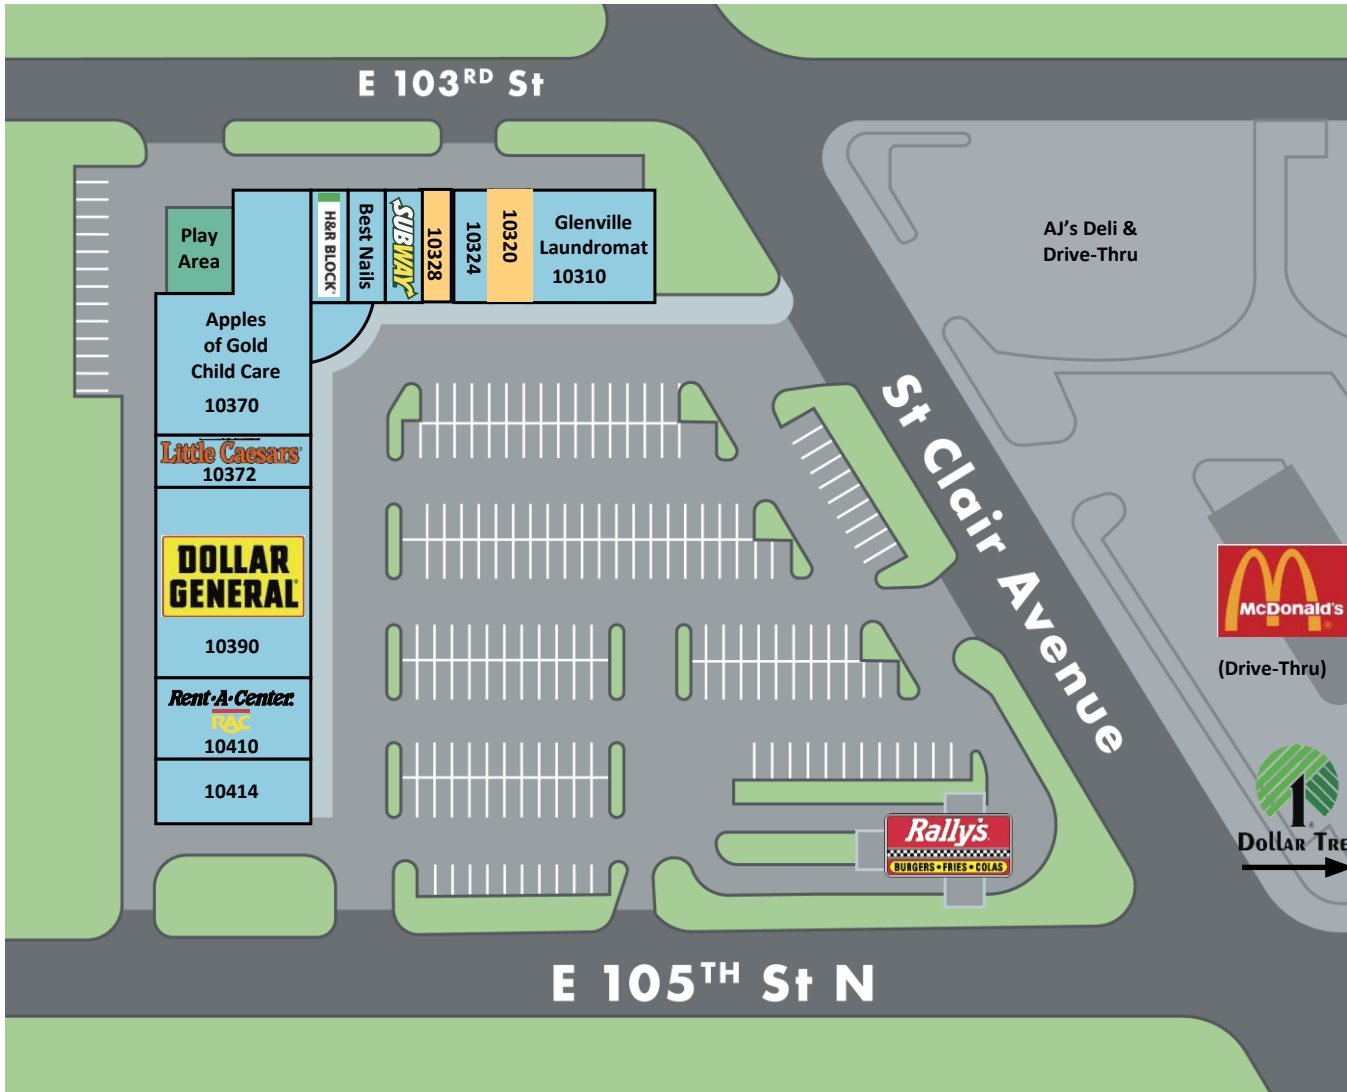 E 103RD St
Play
Area
H&R BLOCK
Best Nails
SUBWAY
10328
10324
10320
Glenville
Laundromat
10310
AJ's Deli &
Drive-Thru
Apples
of Gold
Child Care
10370
Little Caesars
10372
DOLLAR
GENERAL
10390
Rent-A-Center
RAC
10410
10414
St Clair Avenue
McDonald's
(Drive-Thru)
1
Dollar Tre
Rally's
BURGERS • FRIES • COLAS
E 105TH St N